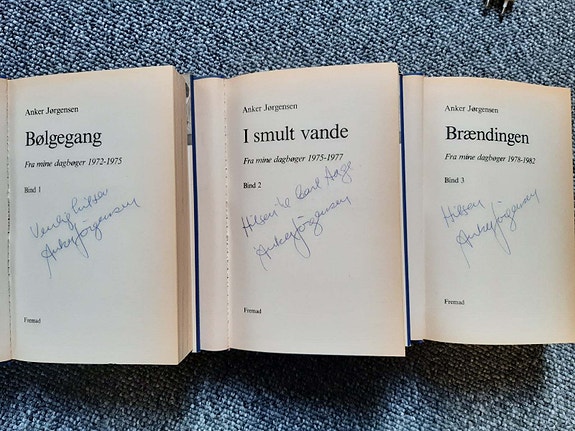 Anker Jørgensen
Bølgegang
Fra mine dagbøger 1972-1975
Bind 1
Venlig hilsen
Anker Jørgensen
Fremad
Anker Jørgensen
I smult vande
Fra mine dagbøger 1975-1977
Bind 2
Hilsen til Carl Aage
Anker Jørgensen
Fremad
Anker Jørgensen
Brændingen
Fra mine dagbøger 1978-1982
Bind 3
Hilsen
Anker Jørgensen
Fremad